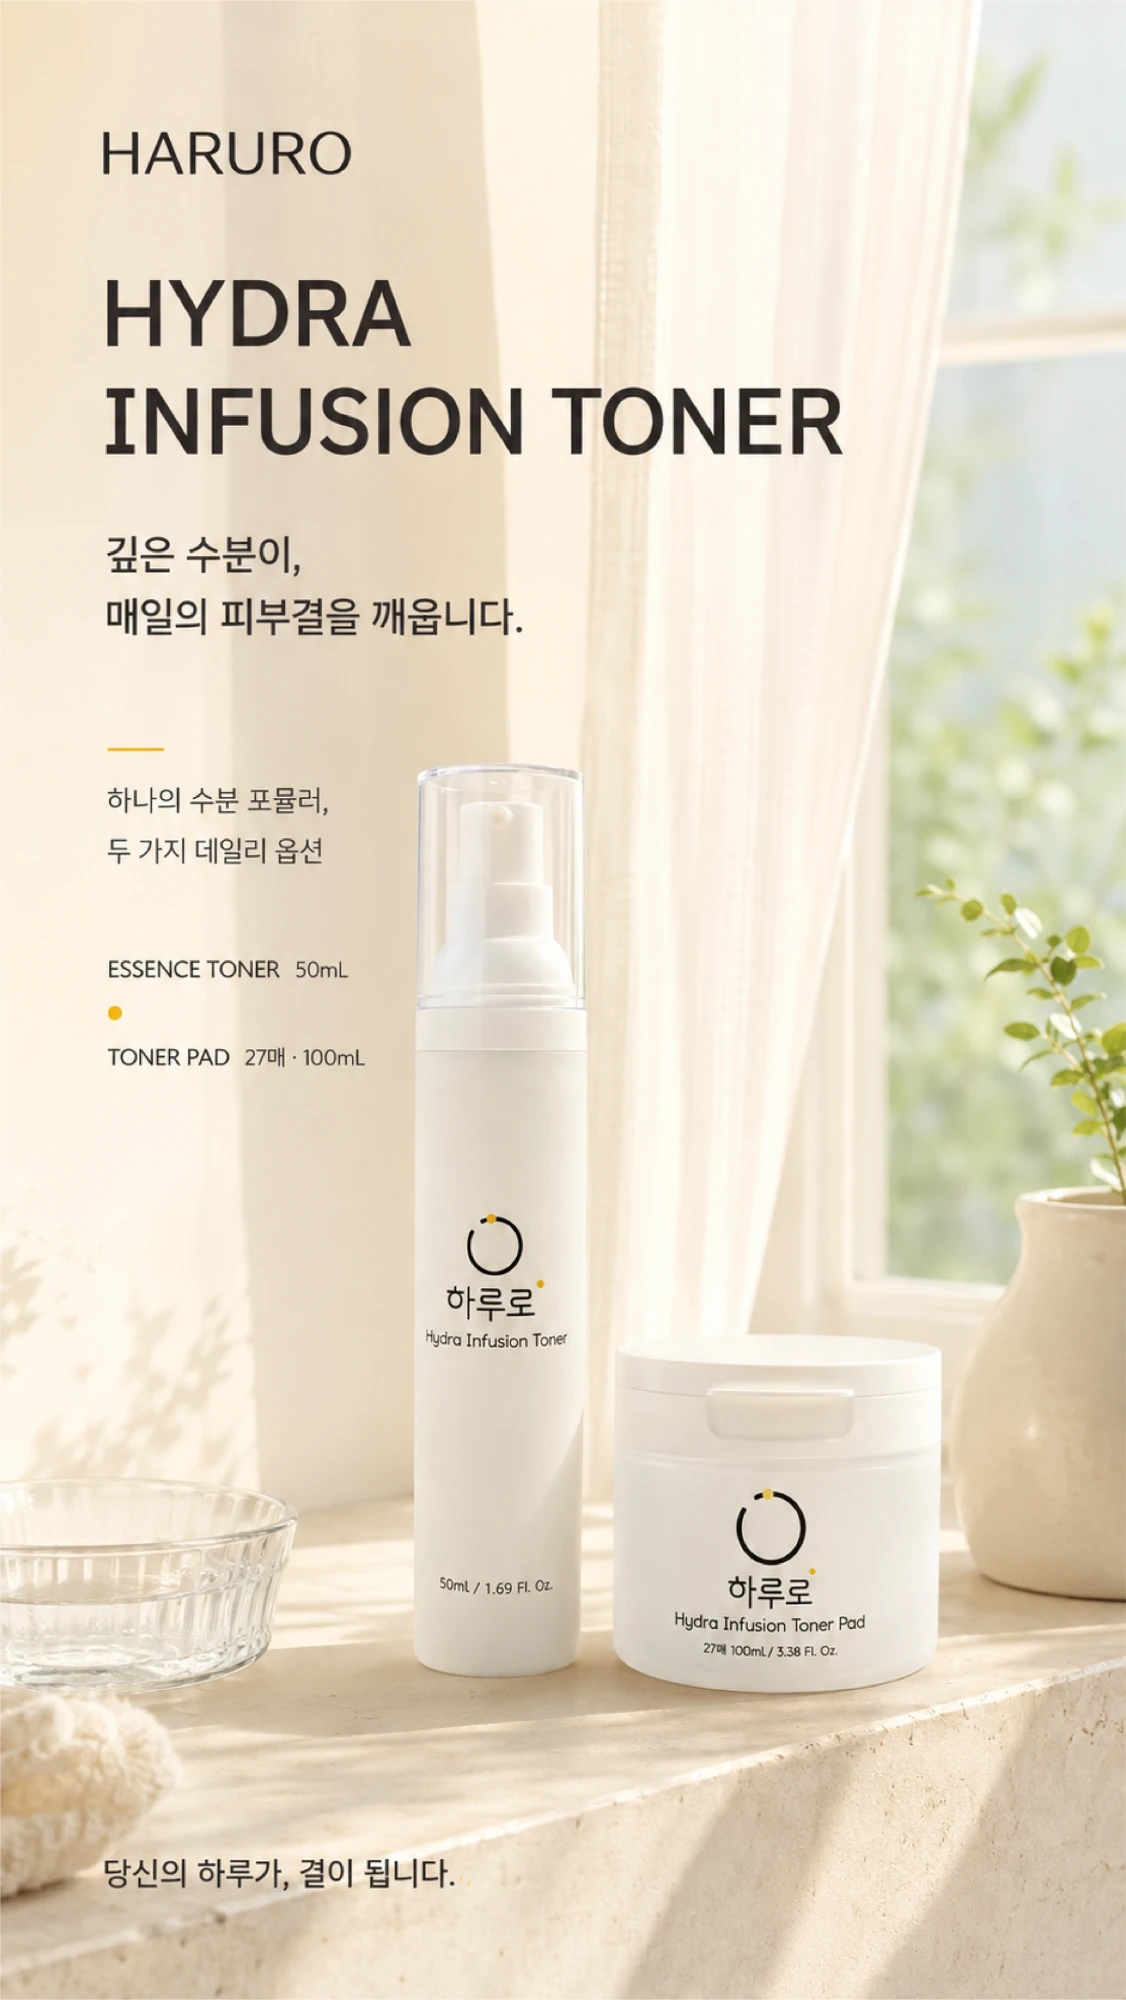 HARURO
HYDRA
INFUSION TONER
깊은 수분이,
매일의 피부결을 깨웁니다.
하나의 수분 포뮬러,
두 가지 데일리 옵션
ESSENCE TONER 50mL
TONER PAD 27매 · 100mL
하루로
Hydra Infusion Toner
50ml / 1.69 Fl. Oz.
하루로
Hydra Infusion Toner Pad
27매 100ml / 3.38 Fl. Oz.
당신의 하루가, 결이 됩니다.